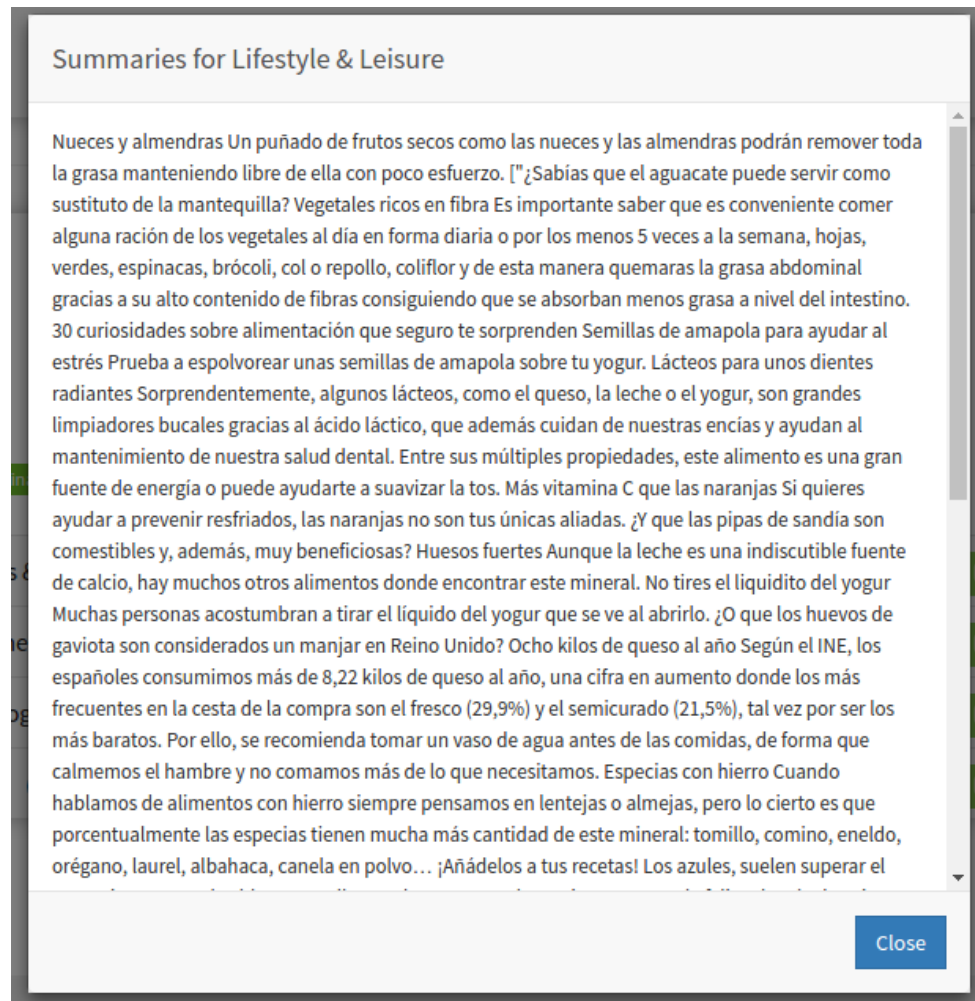 Summaries for Lifestyle & Leisure
Nueces y almendras Un puñado de frutos secos como las nueces y las almendras podrán remover toda
la grasa manteniendo libre de ella con poco esfuerzo. ["¿Sabías que el aguacate puede servir como
sustituto de la mantequilla? Vegetales ricos en fibra Es importante saber que es conveniente comer
alguna ración de los vegetales al día en forma diaria o por los menos 5 veces a la semana, hojas,
verdes, espinacas, brócoli, col o repollo, coliflor y de esta manera quemaras la grasa abdominal
gracias a su alto contenido de fibras consiguiendo que se absorban menos grasa a nivel del intestino.
30 curiosidades sobre alimentación que seguro te sorprenden Semillas de amapola para ayudar al
estrés Prueba a espolvorear unas semillas de amapola sobre tu yogur. Lácteos para unos dientes
radiantes Sorprendentemente, algunos lácteos, como el queso, la leche o el yogur, son grandes
limpiadores bucales gracias al ácido láctico, que además cuidan de nuestras encías y ayudan al
mantenimiento de nuestra salud dental. Entre sus múltiples propiedades, este alimento es una gran
fuente de energía o puede ayudarte a suavizar la tos. Más vitamina C que las naranjas Si quieres
ayudar a prevenir resfriados, las naranjas no son tus únicas aliadas. ¿Y que las pipas de sandía son
comestibles y, además, muy beneficiosas? Huesos fuertes Aunque la leche es una indiscutible fuente
de calcio, hay muchos otros alimentos donde encontrar este mineral. No tires el liquidito del yogur
Muchas personas acostumbran a tirar el líquido del yogur que se ve al abrirlo. ¿O que los huevos de
gaviota son considerados un manjar en Reino Unido? Ocho kilos de queso al año Según el INE, los
españoles consumimos más de 8,22 kilos de queso al año, una cifra en aumento donde los más
frecuentes en la cesta de la compra son el fresco (29,9%) y el semicurado (21,5%), tal vez por ser los
más baratos. Por ello, se recomienda tomar un vaso de agua antes de las comidas, de forma que
calmemos el hambre y no comamos más de lo que necesitamos. Especias con hierro Cuando
hablamos de alimentos con hierro siempre pensamos en lentejas o almejas, pero lo cierto es que
porcentualmente las especias tienen mucha más cantidad de este mineral: tomillo, comino, eneldo,
orégano, laurel, albahaca, canela en polvo… ¡Añádelos a tus recetas! Los azules, suelen superar el
Close